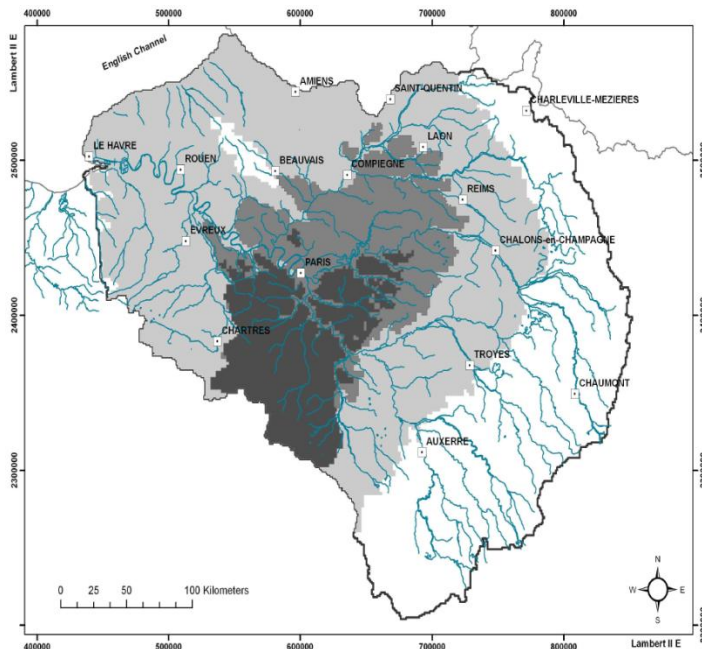 400000 500000 600000 700000 800000
Lambert II E
English Channel
AMIENS
SAINT-QUENTIN
CHARLEVILLE-MEZIERES
LE HAVRE
ROUEN
BEAUVAIS
COMPIEGNE
LAON
2500000
REIMS
EVREUX
CHALONS-en-CHAMPAGNE
PARIS
2400000 2400000
CHARTRES
TROYES
CHAUMONT
AUXERRE
2300000 2300000
0 25 50 100 Kilometers
N
W E
S
400000 500000 600000 700000 800000
Lambert II E